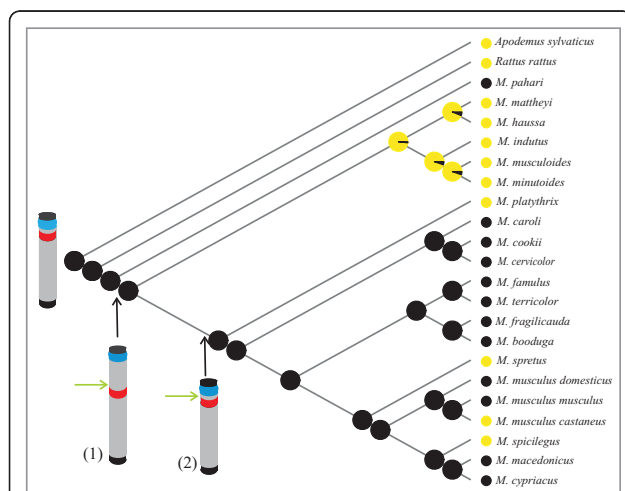 Apodemus sylvaticus
Rattus rattus
M. pahari
M. mattheyi
M. haussa
M. indutus
M. musculoides
M. minutoides
M. platythrix
M. caroli
M. cookii
M. cervicolor
M. famulus
M. terricolor
M. fragilicauda
M. booduga
M. spretus
M. musculus domesticus
M. musculus musculus
M. musculus castaneus
M. spicilegus
M. macedonicus
M. cypriacus
(1)
(2)